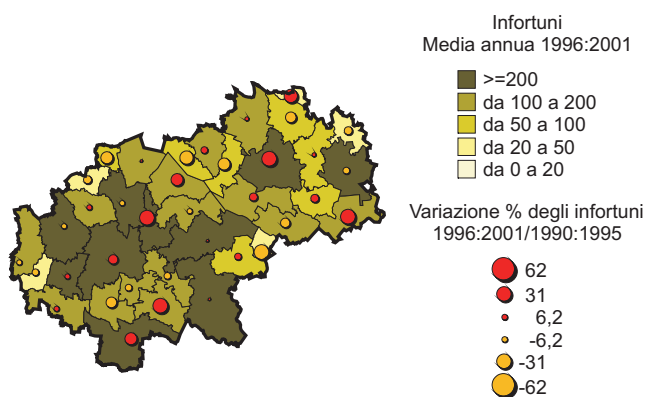 Infortuni
Media annua 1996:2001
>=200
da 100 a 200
da 50 a 100
da 20 a 50
da 0 a 20
Variazione % degli infortuni
1996:2001/1990:1995
62
31
6,2
-6,2
-31
-62